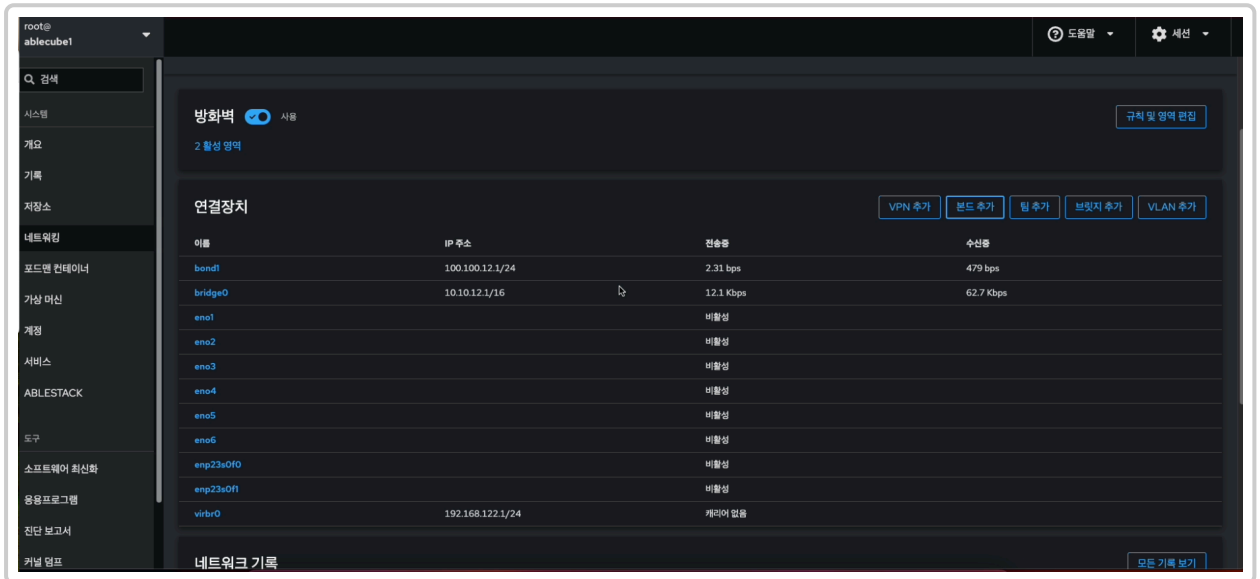 root@
ablecube1
도움말
세션
검색
시스템
개요
기록
저장소
네트워킹
포드맨 컨테이너
가상 머신
계정
서비스
ABLESTACK
도구
소프트웨어 최신화
응용프로그램
진단 보고서
커널 덤프
방화벽 사용 규칙 및 영역 편집
2 활성 영역
연결장치 VPN 추가 본드 추가 팀 추가 브릿지 추가 VLAN 추가
이름 IP 주소 전송중 수신중
bond1 100.100.12.1/24 2.31 bps 479 bps
bridge0 10.10.12.1/16 12.1 Kbps 62.7 Kbps
eno1 비활성
eno2 비활성
eno3 비활성
eno4 비활성
eno5 비활성
eno6 비활성
enp23s0f0 비활성
enp23s0f1 비활성
virbr0 192.168.122.1/24 캐리어 없음
네트워크 기록 모든 기록 보기